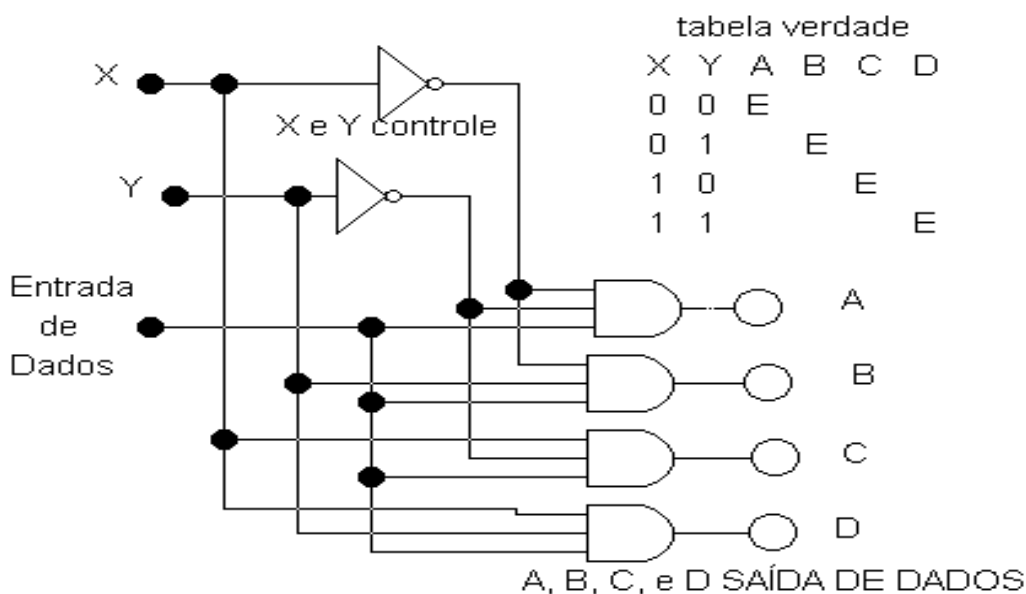 tabela verdade
X Y A B C D
0 0 E
0 1 E
1 0 E
1 1 E
X
X e Y controle
Y
Entrada
de
Dados
A
B
C
D
A, B, C, e D SAÍDA DE DADOS